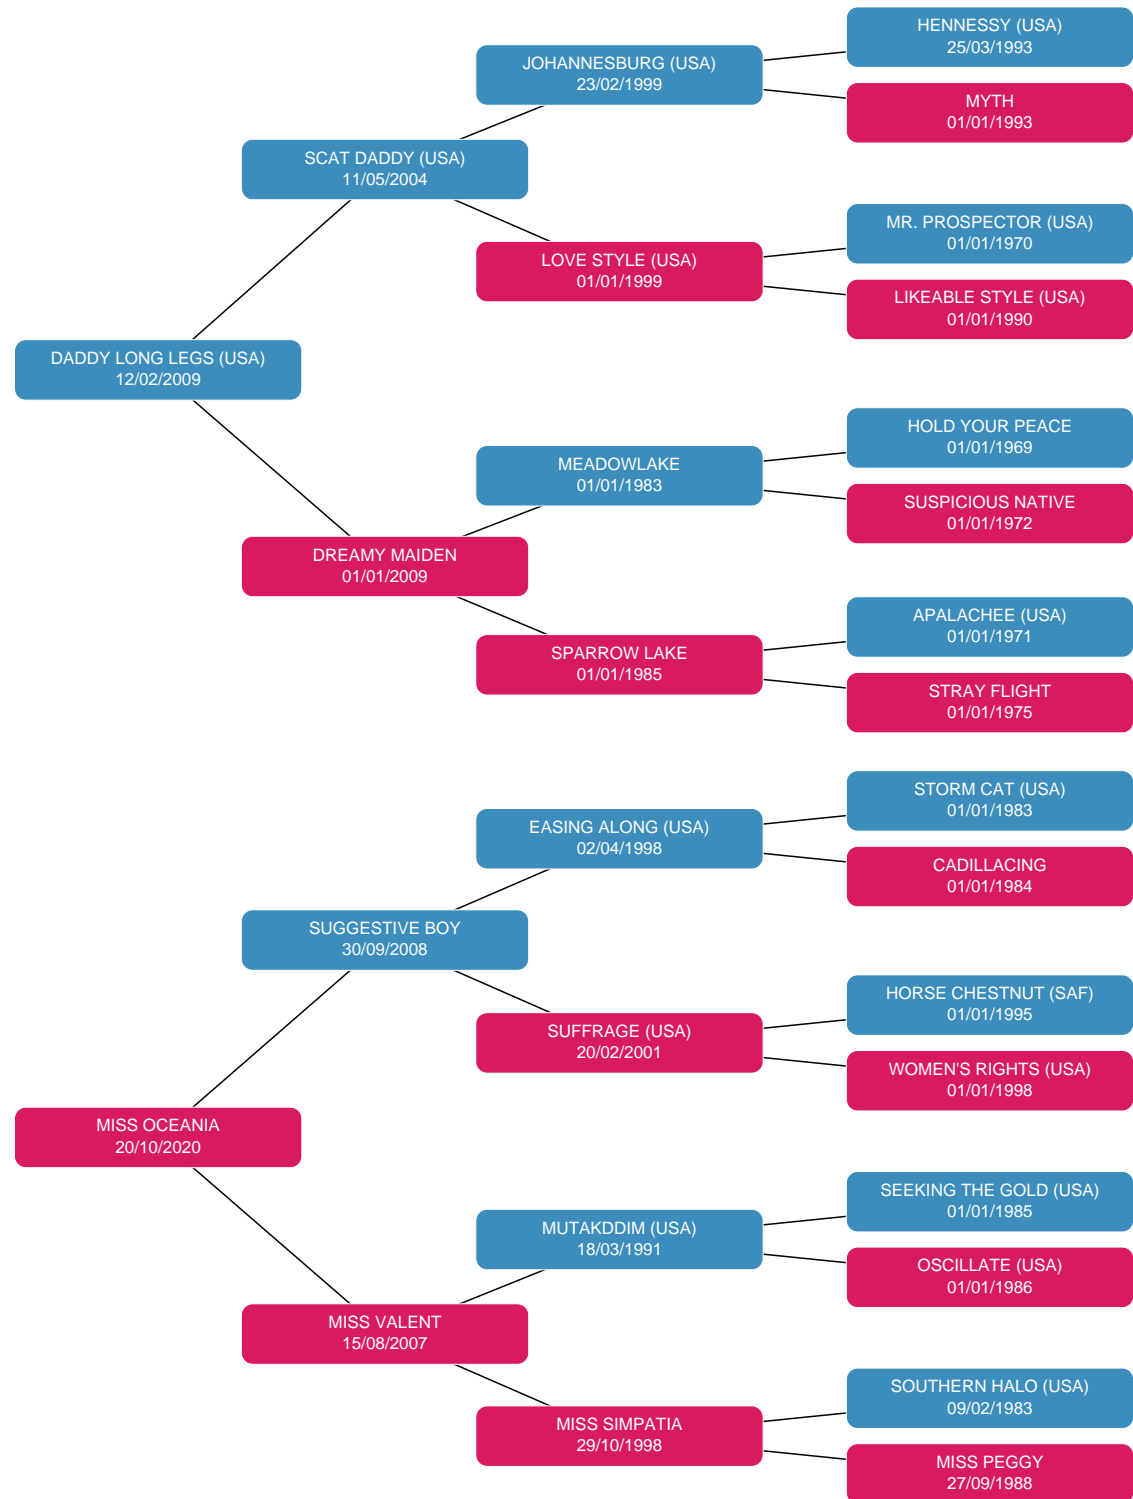 HENNESSY (USA)
25/03/1993
JOHANNESBURG (USA)
23/02/1999
MYTH
01/01/1993
SCAT DADDY (USA)
11/05/2004
MR. PROSPECTOR (USA)
01/01/1970
LOVE STYLE (USA)
01/01/1999
LIKEABLE STYLE (USA)
01/01/1990
DADDY LONG LEGS (USA)
12/02/2009
HOLD YOUR PEACE
01/01/1969
MEADOWLAKE
01/01/1983
SUSPICIOUS NATIVE
01/01/1972
DREAMY MAIDEN
01/01/2009
APALACHEE (USA)
01/01/1971
SPARROW LAKE
01/01/1985
STRAY FLIGHT
01/01/1975
STORM CAT (USA)
01/01/1983
EASING ALONG (USA)
02/04/1998
CADILLACING
01/01/1984
SUGGESTIVE BOY
30/09/2008
HORSE CHESTNUT (SAF)
01/01/1995
SUFFRAGE (USA)
20/02/2001
WOMEN'S RIGHTS (USA)
01/01/1998
MISS OCEANIA
20/10/2020
SEEKING THE GOLD (USA)
01/01/1985
MUTAKDDIM (USA)
18/03/1991
OSCILLATE (USA)
01/01/1986
MISS VALENT
15/08/2007
SOUTHERN HALO (USA)
09/02/1983
MISS SIMPATIA
29/10/1998
MISS PEGGY
27/09/1988